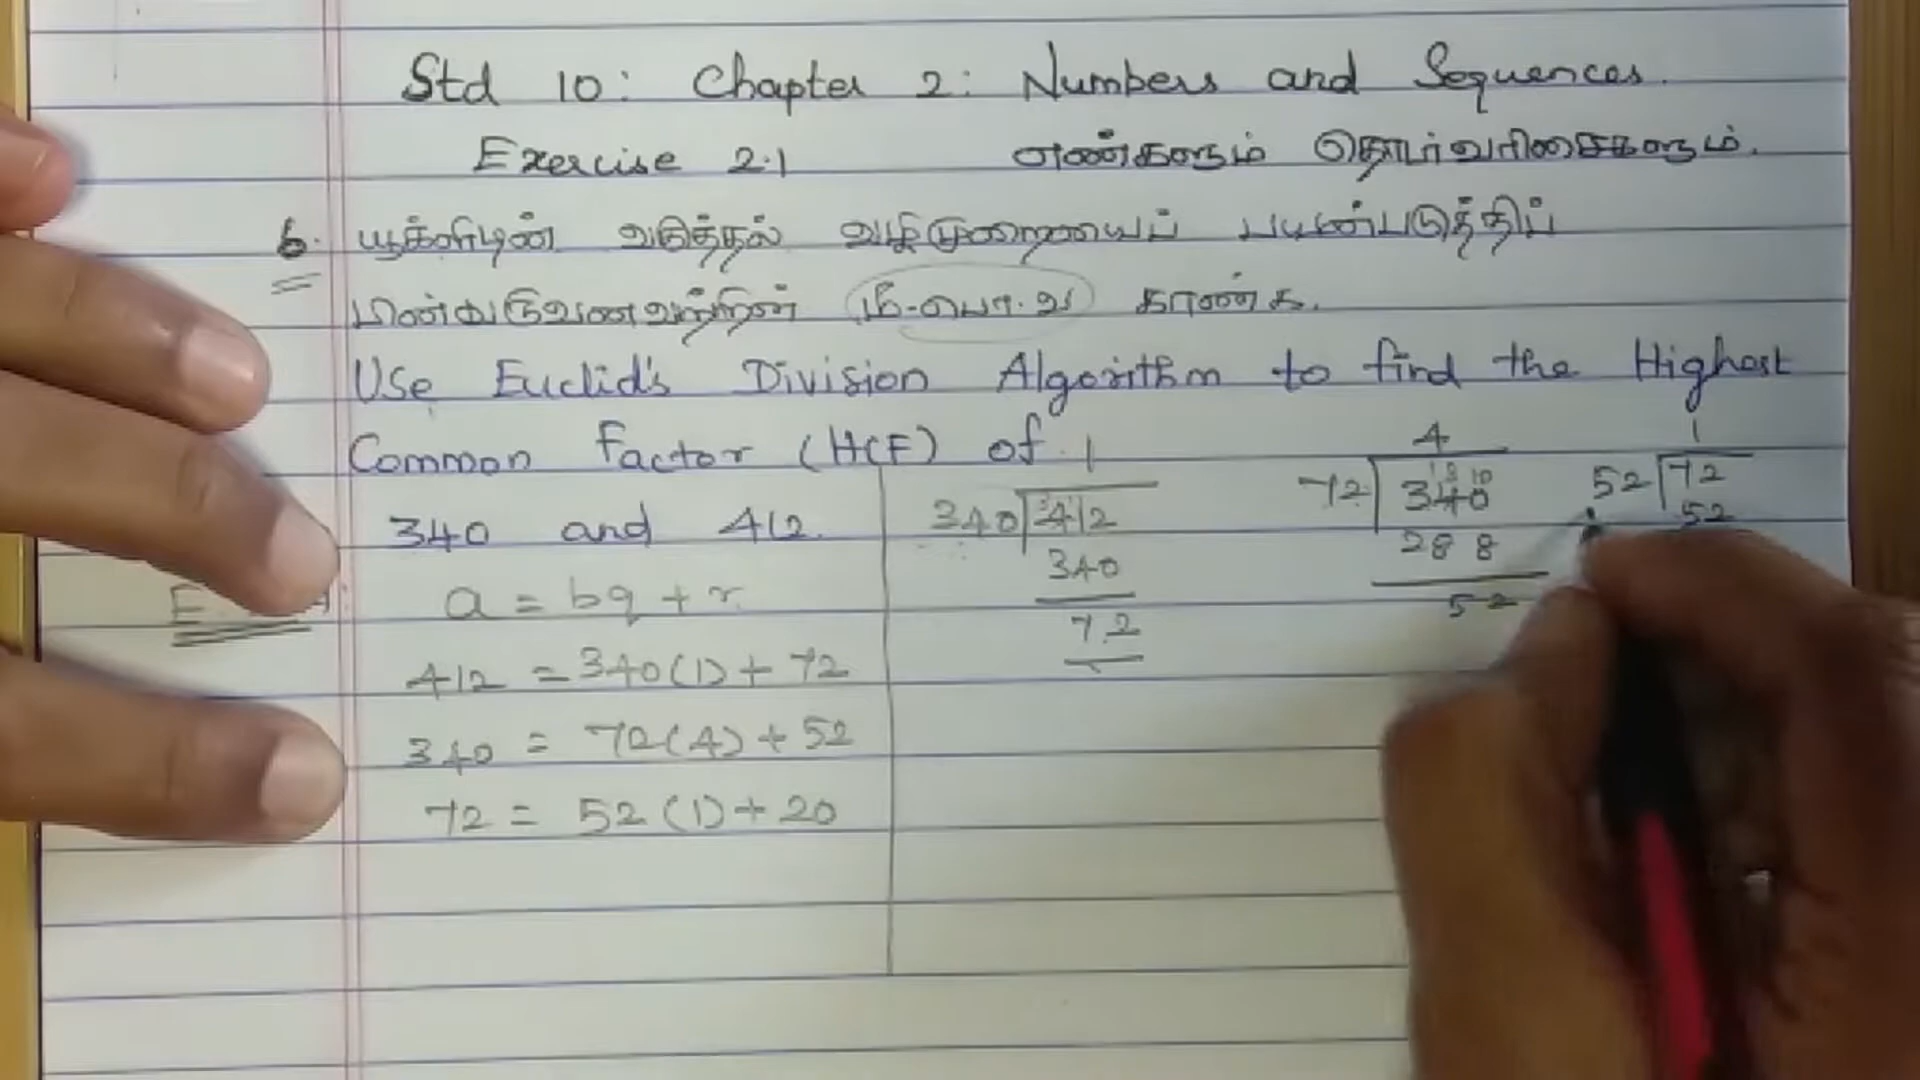 Std 10: Chapter 2: Numbers and Sequences.
Exercise 2.1 எண்களும் தொடர்வரிசைகளும்.
6. யூக்ளிடின் வகுத்தல் வழிமுறையைப் பயன்படுத்திப்
பின்வருவனவற்றின் மீ.பொ.வ காண்க.
Use Euclid's Division Algorithm to find the Highest
Common Factor (HCF) of
340 and 412.
a = bq + r
412 = 340(1) + 72
340 = 72(4) + 52
72 = 52(1) + 20
1
340 412
340
72
4
72 340
288
52
1
52 72
52